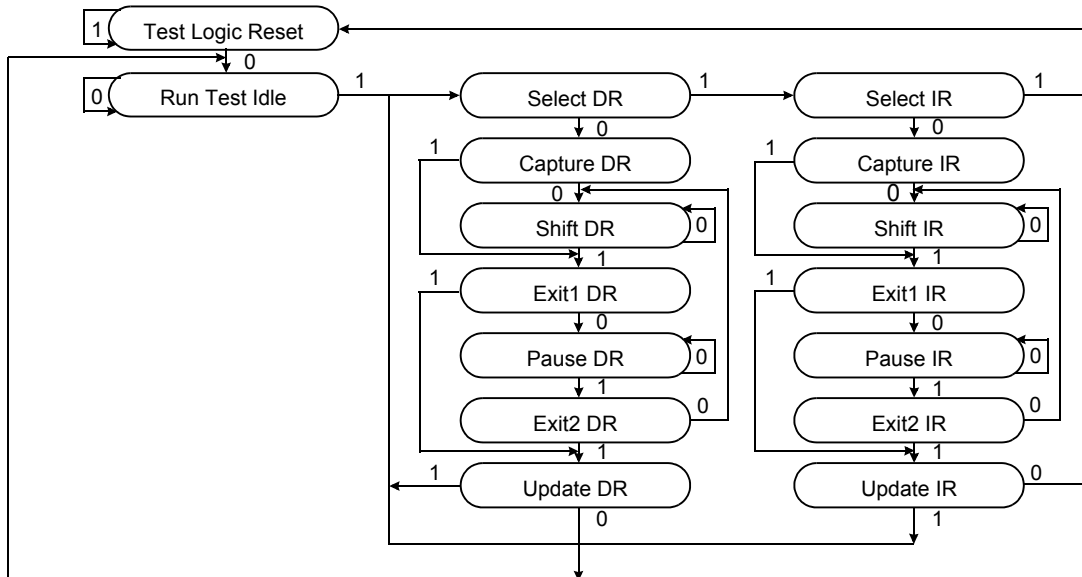 1
Test Logic Reset
0
0
Run Test Idle
1
Select DR
1
Select IR
1
0
0
1
Capture DR
1
Capture IR
0
0
Shift DR
0
Shift IR
0
1
1
1
Exit1 DR
1
Exit1 IR
0
0
Pause DR
0
Pause IR
0
1
1
Exit2 DR
0
Exit2 IR
0
1
1
1
Update DR
Update IR
0
0
1